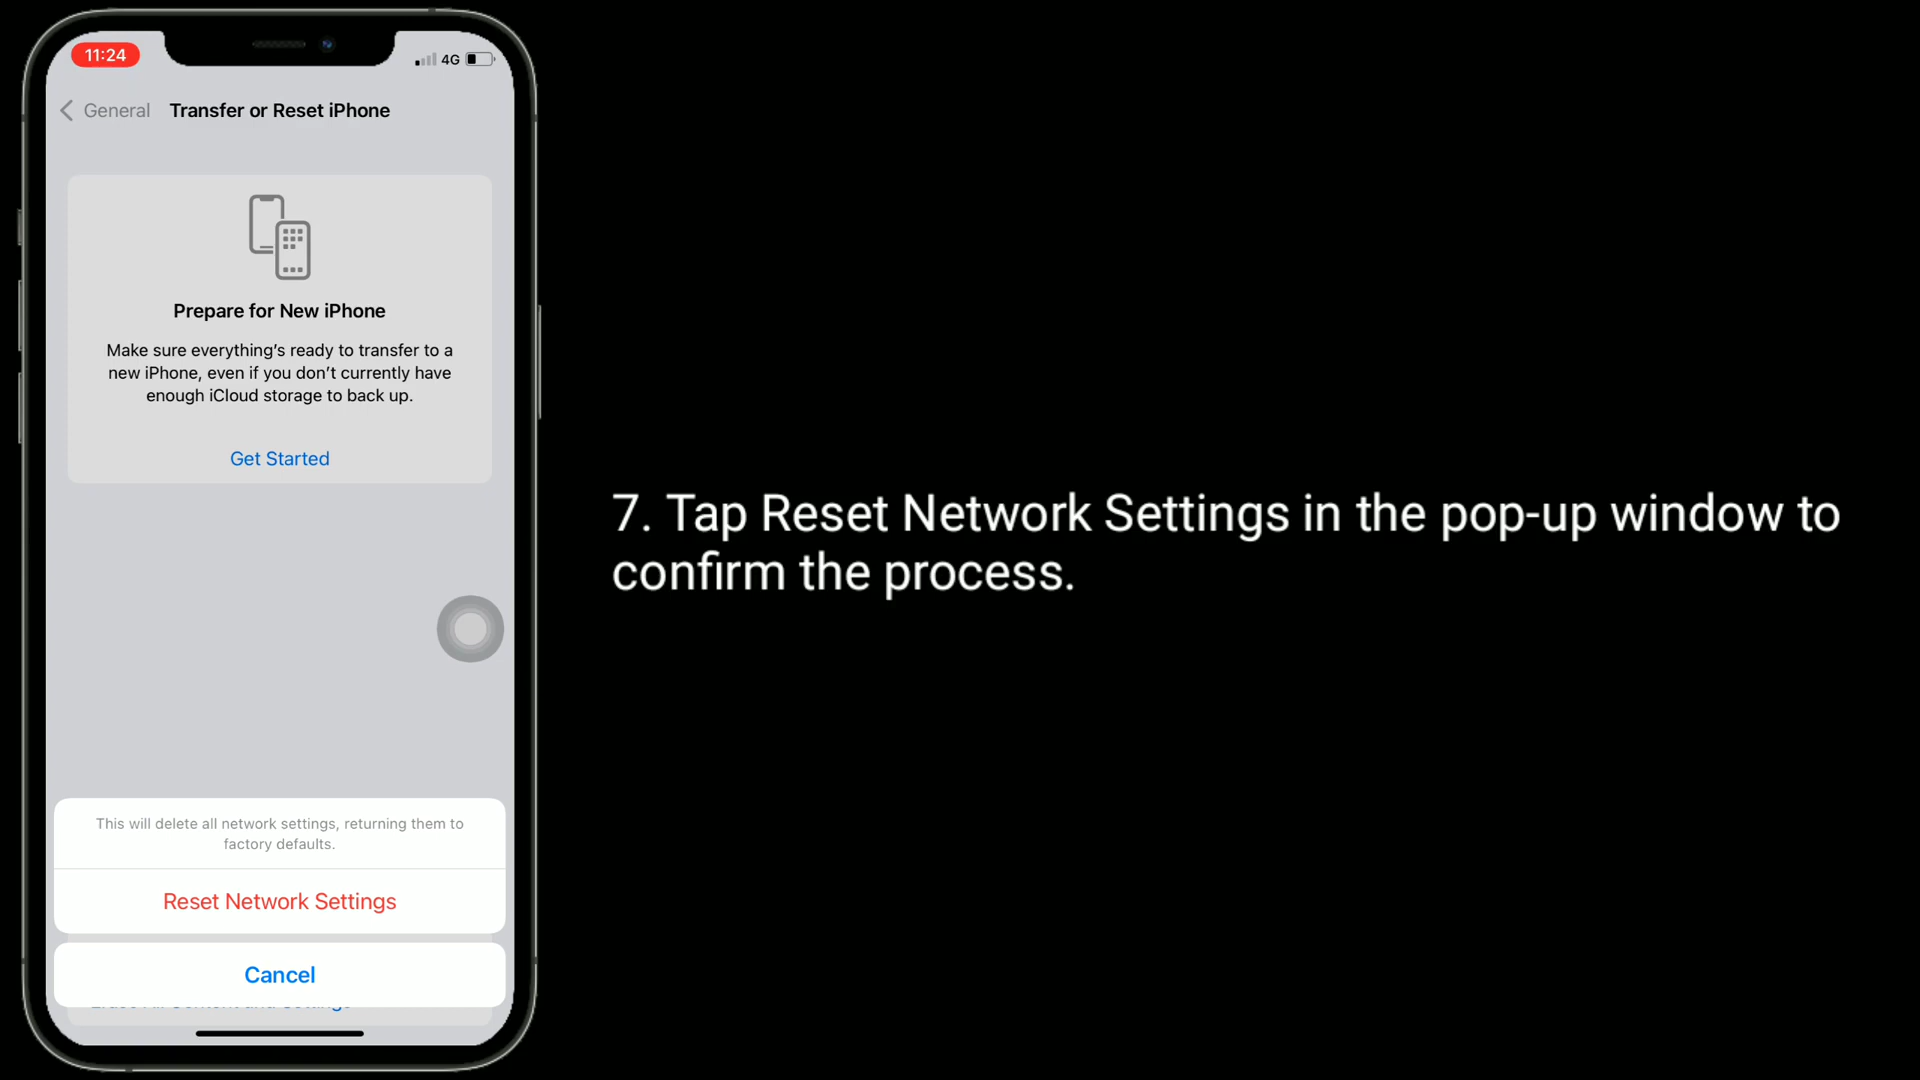 11:24
4G
General
Transfer or Reset iPhone
Prepare for New iPhone
Make sure everything's ready to transfer to a
new iPhone, even if you don't currently have
enough iCloud storage to back up.
Get Started
This will delete all network settings, returning them to
factory defaults.
Reset Network Settings
Cancel
7. Tap Reset Network Settings in the pop-up window to
confirm the process.